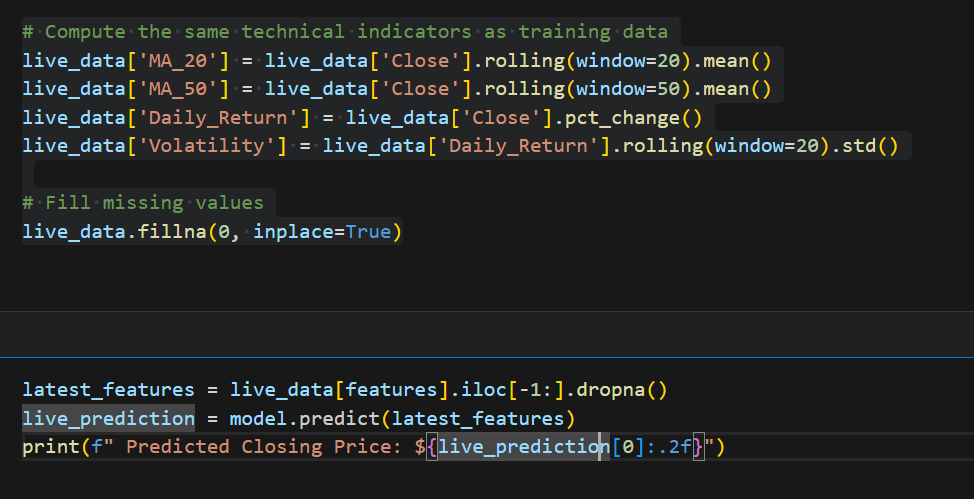 # Compute the same technical indicators as training data
live_data['MA_20'] = live_data['Close'].rolling(window=20).mean()
live_data['MA_50'] = live_data['Close'].rolling(window=50).mean()
live_data['Daily_Return'] = live_data['Close'].pct_change()
live_data['Volatility'] = live_data['Daily_Return'].rolling(window=20).std()
# Fill missing values
live_data.fillna(0, inplace=True)
latest_features = live_data[features].iloc[-1:].dropna()
live_prediction = model.predict(latest_features)
print(f" Predicted Closing Price: ${live_prediction[0]:.2f}")